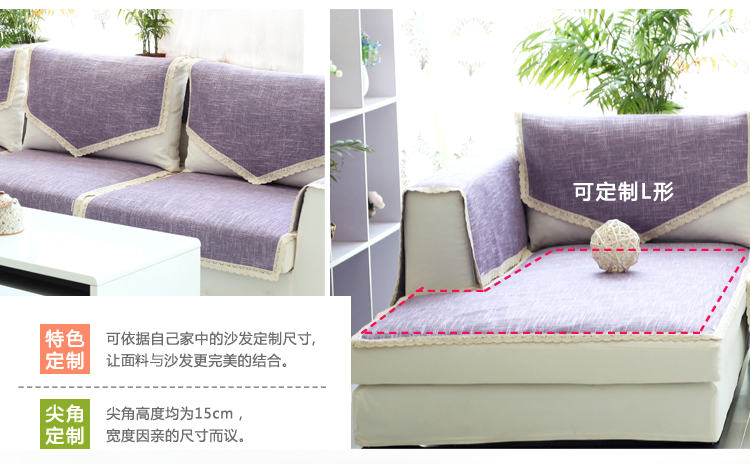 可定制L形
特色
定制
可依据自己家中的沙发定制尺寸,
让面料与沙发更完美的结合。
尖角
定制
尖角高度均为15cm，
宽度因亲的尺寸而议。